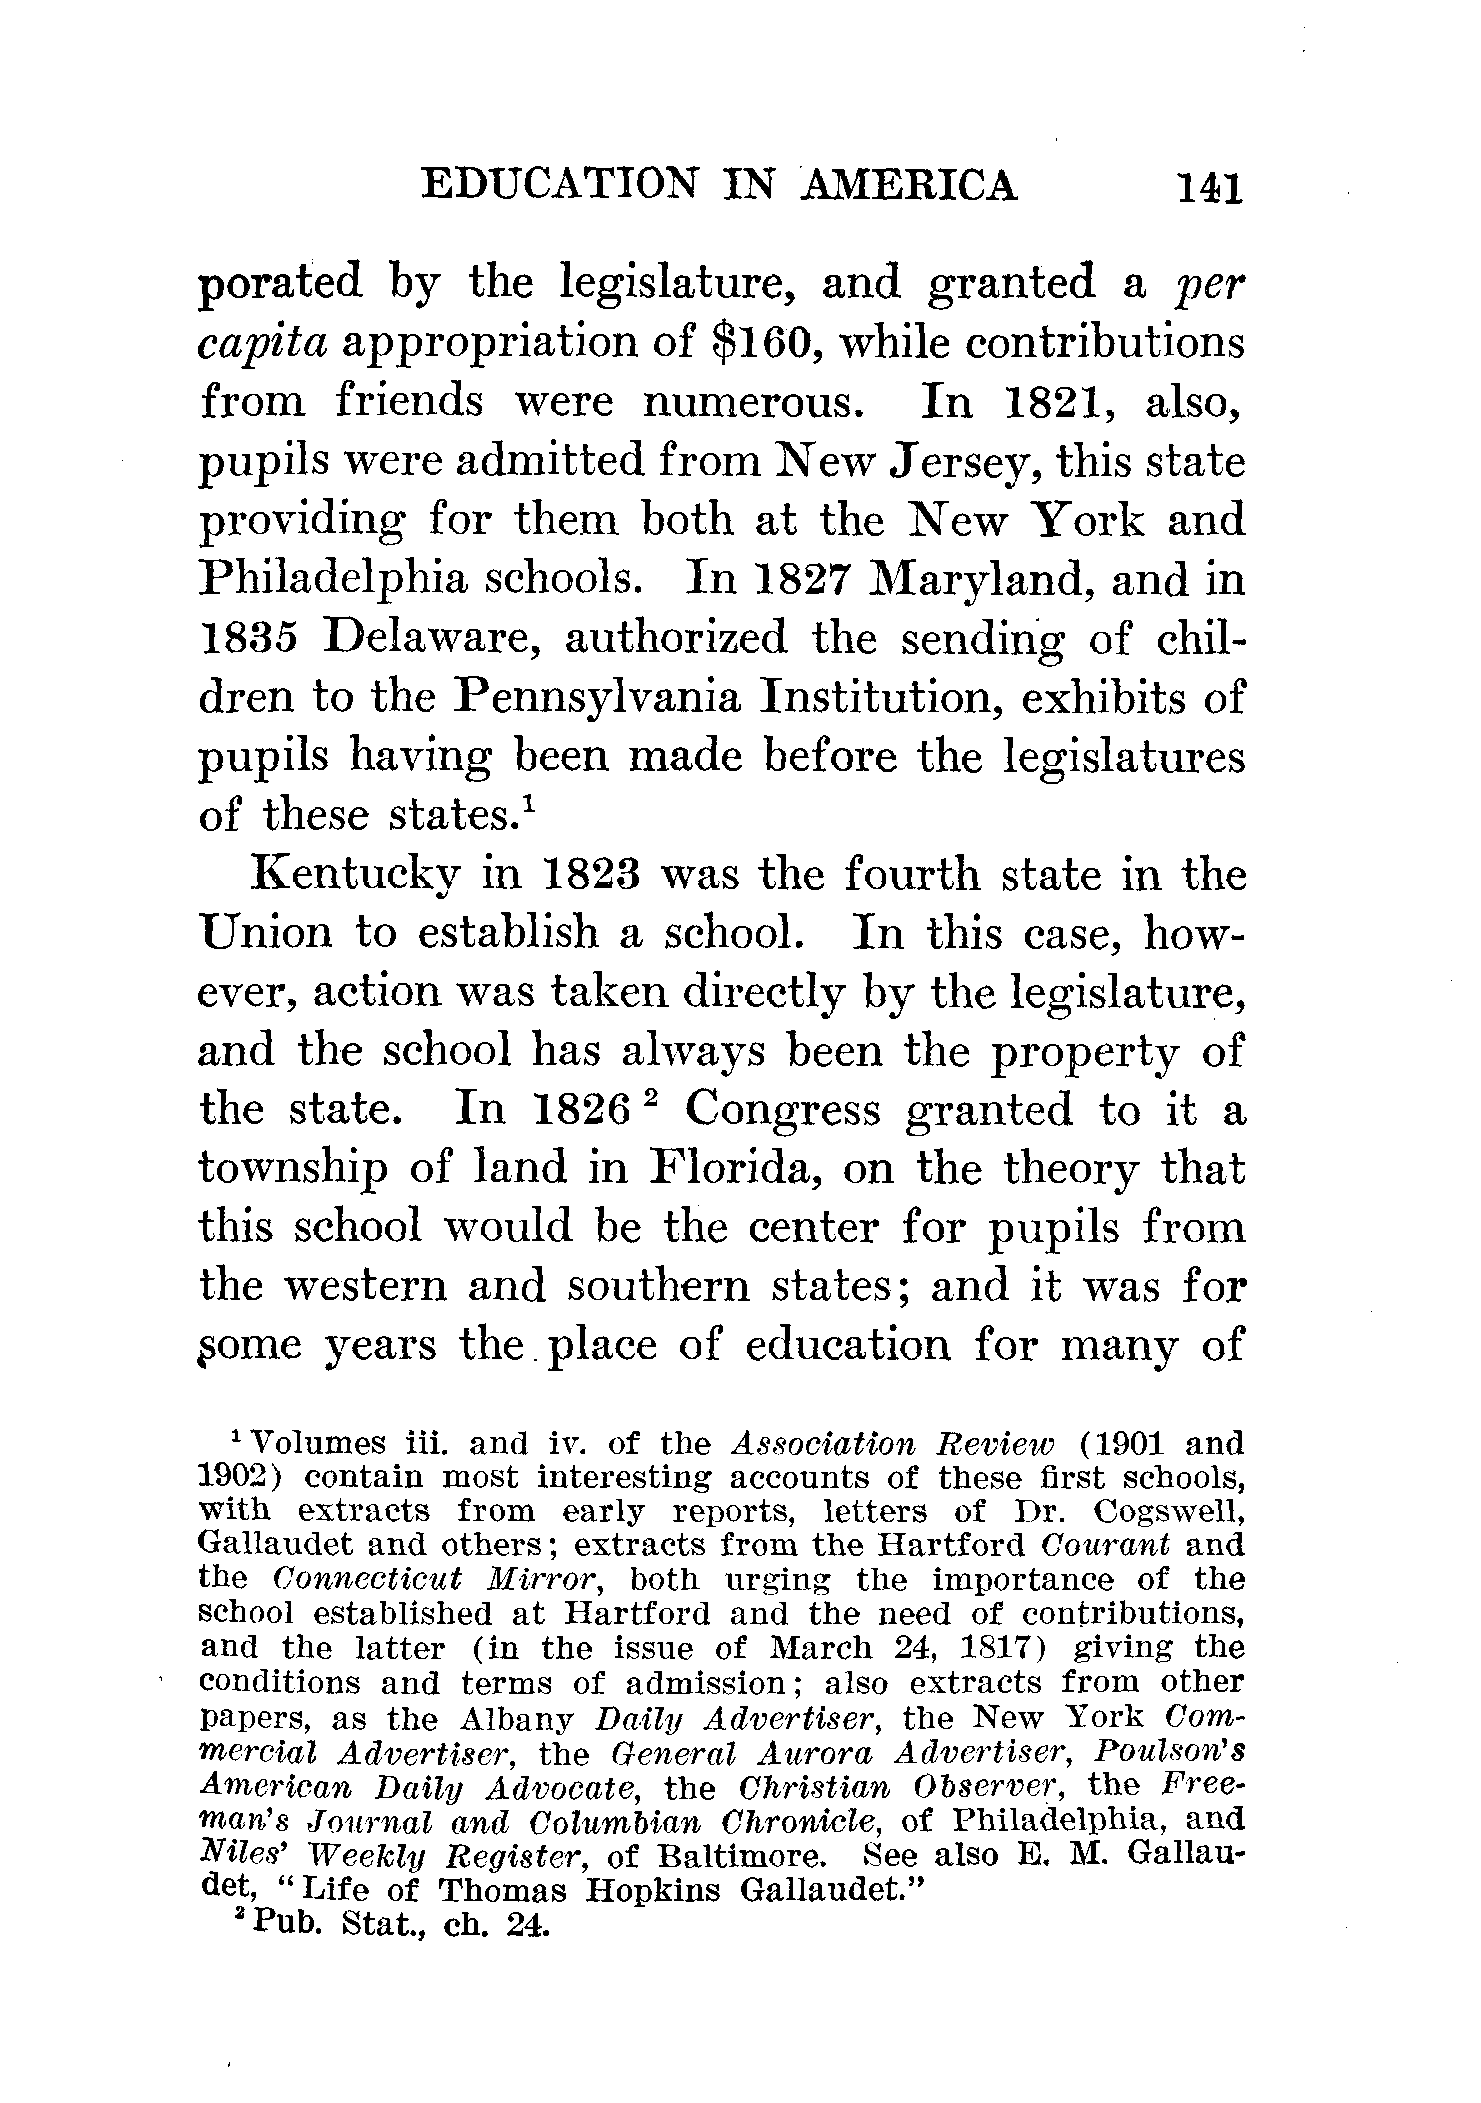 EDUCATION IN AMERICA 141
porated by the legislature, and granted a per
capita appropriation of $160, while contributions
from friends were numerous. In 1821, also,
pupils were admitted from New Jersey, this state
providing for them both at the New York and
Philadelphia schools. In 1827 Maryland, and in
1835 Delaware, authorized the sending of chil-
dren to the Pennsylvania Institution, exhibits of
pupils having been made before the legislatures
of these states.¹
Kentucky in 1823 was the fourth state in the
Union to establish a school. In this case, how-
ever, action was taken directly by the legislature,
and the school has always been the property of
the state. In 1826 ² Congress granted to it a
township of land in Florida, on the theory that
this school would be the center for pupils from
the western and southern states; and it was for
some years the place of education for many of
¹ Volumes iii. and iv. of the Association Review (1901 and
1902) contain most interesting accounts of these first schools,
with extracts from early reports, letters of Dr. Cogswell,
Gallaudet and others; extracts from the Hartford Courant and
the Connecticut Mirror, both urging the importance of the
school established at Hartford and the need of contributions,
and the latter (in the issue of March 24, 1817) giving the
conditions and terms of admission; also extracts from other
papers, as the Albany Daily Advertiser, the New York Com-
mercial Advertiser, the General Aurora Advertiser, Poulson's
American Daily Advocate, the Christian Observer, the Free-
man's Journal and Columbian Chronicle, of Philadelphia, and
Niles' Weekly Register, of Baltimore. See also E. M. Gallau-
det, "Life of Thomas Hopkins Gallaudet."
² Pub. Stat., ch. 24.